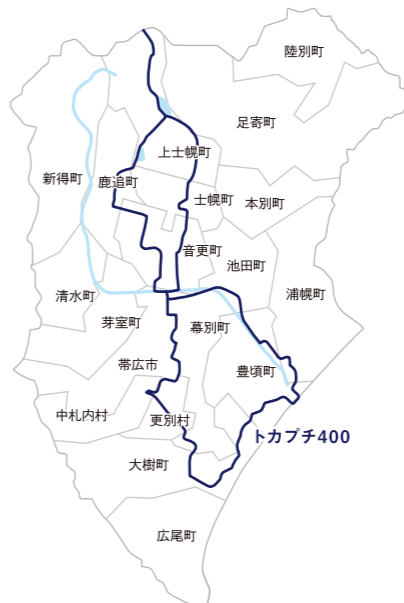 陸別町
足寄町
上士幌町
新得町
鹿追町
士幌町
本別町
音更町
池田町
浦幌町
清水町
芽室町
幕別町
帯広市
豊頃町
中札内村
更別村
トカプチ400
大樹町
広尾町